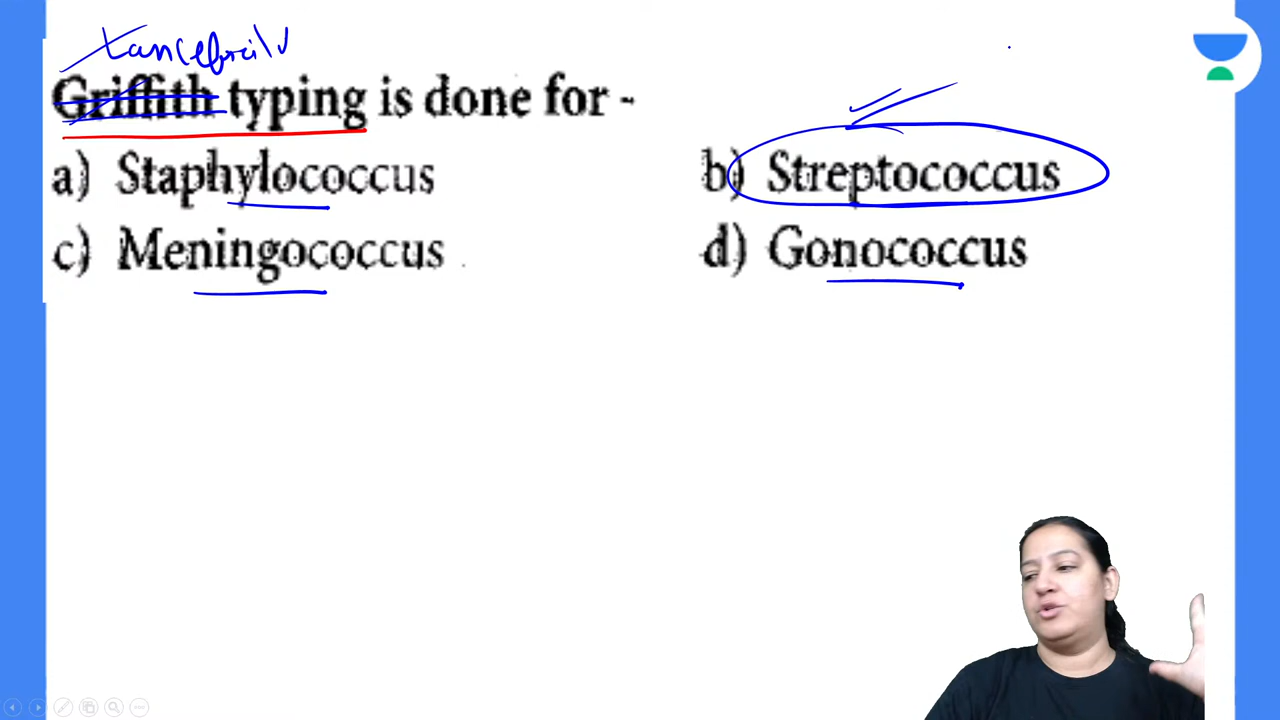 Griffith typing is done for -
a) Staphylococcus
b) Streptococcus
c) Meningococcus
d) Gonococcus